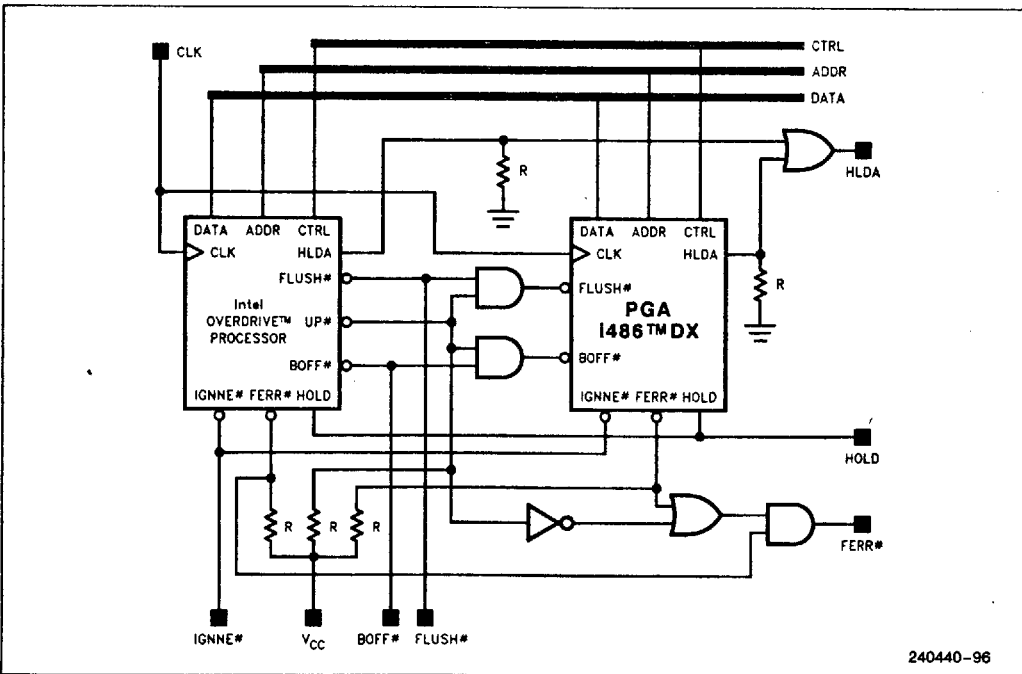 CLK
CTRL
ADDR
DATA
R
HLDA
DATA ADDR CTRL
CLK
HLDA
FLUSH#
Intel
OVERDRIVE™
PROCESSOR
UP#
BOFF#
IGNNE# FERR# HOLD
DATA ADDR CTRL
CLK
HLDA
FLUSH#
PGA
i486™DX
BOFF#
IGNNE# FERR# HOLD
R
HOLD
R
R
R
FERR#
IGNNE#
VCC
BOFF#
FLUSH#
240440-96